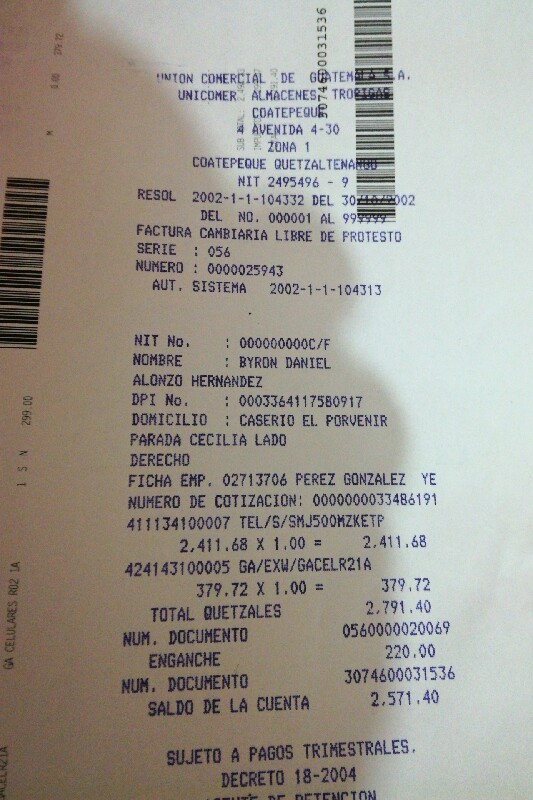 UNION COMERCIAL DE GUATEMALA S.A.
UNICOMER ALMACENES TROPIGAS
COATEPEQUE
4 AVENIDA 4-30
ZONA 1
COATEPEQUE QUETZALTENANGO
NIT 2495496 - 9
RESOL 2002-1-1-104332 DEL 30/10/2002
DEL NO. 000001 AL 999999
FACTURA CAMBIARIA LIBRE DE PROTESTO
SERIE : 056
NUMERO : 0000025943
AUT. SISTEMA 2002-1-1-104313
NIT No. : 000000000C/F
NOMBRE : BYRON DANIEL
ALONZO HERNANDEZ
DPI No. : 0003364117580917
DOMICILIO : CASERIO EL PORVENIR
PARADA CECILIA LADO
DERECHO
FICHA EMP. 02713706 PEREZ GONZALEZ YE
NUMERO DE COTIZACION: 0000000033486191
411134100007 TEL/S/SMJ500MZKETP
2,411.68 X 1.00 = 2,411.68
424143100005 GA/EXW/GACELR21A
379.72 X 1.00 = 379.72
TOTAL QUETZALES 2,791.40
NUM. DOCUMENTO 0560000020069
ENGANCHE 220.00
NUM. DOCUMENTO 3074600031536
SALDO DE LA CUENTA 2,571.40
SUJETO A PAGOS TRIMESTRALES.
DECRETO 18-2004
AGENTE DE RETENCION
3074600031536
379.72
0.00
M
1 S N 299.00
GA CELULARES R02 1A
GACELR21A